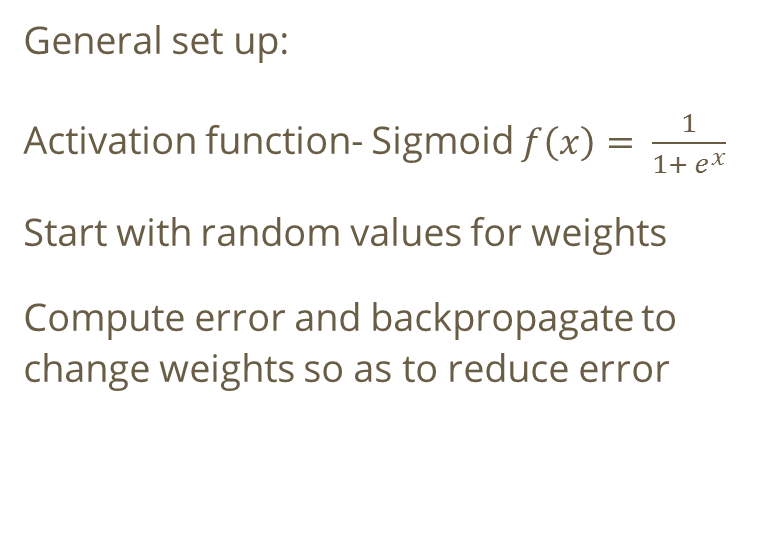 General set up:
Activation function- Sigmoid f(x) = 1 / 1+ e^x
Start with random values for weights
Compute error and backpropagate to
change weights so as to reduce error